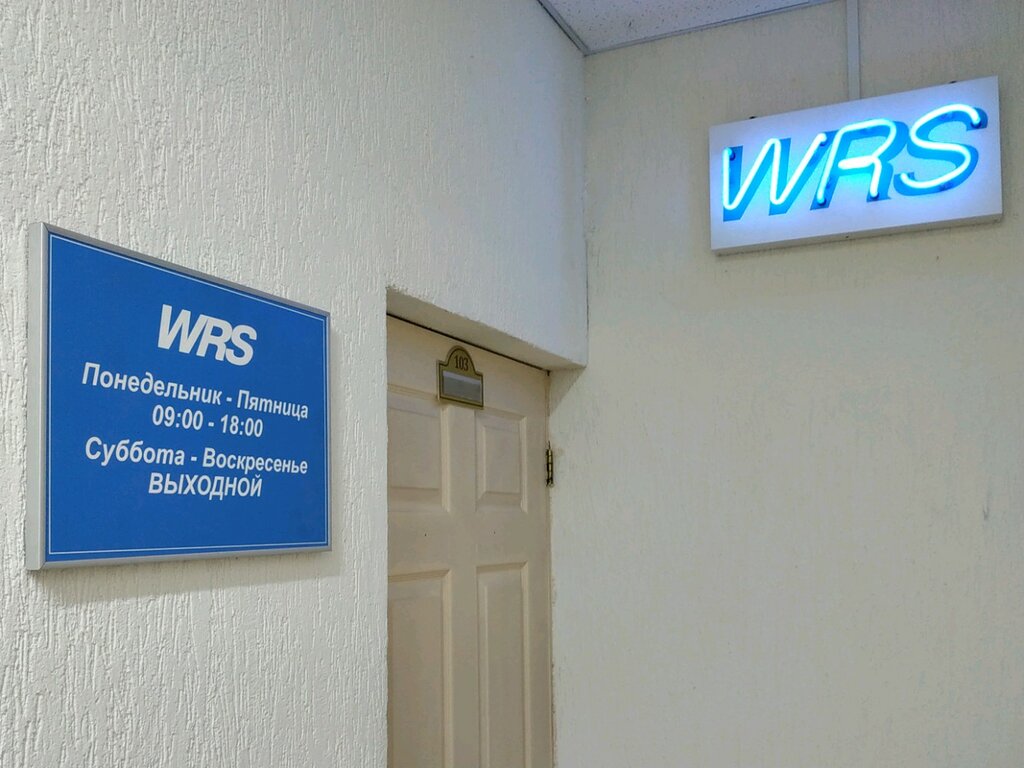 WRS
Понедельник - Пятница
09:00 - 18:00
Суббота - Воскресенье
ВЫХОДНОЙ
103
WRS